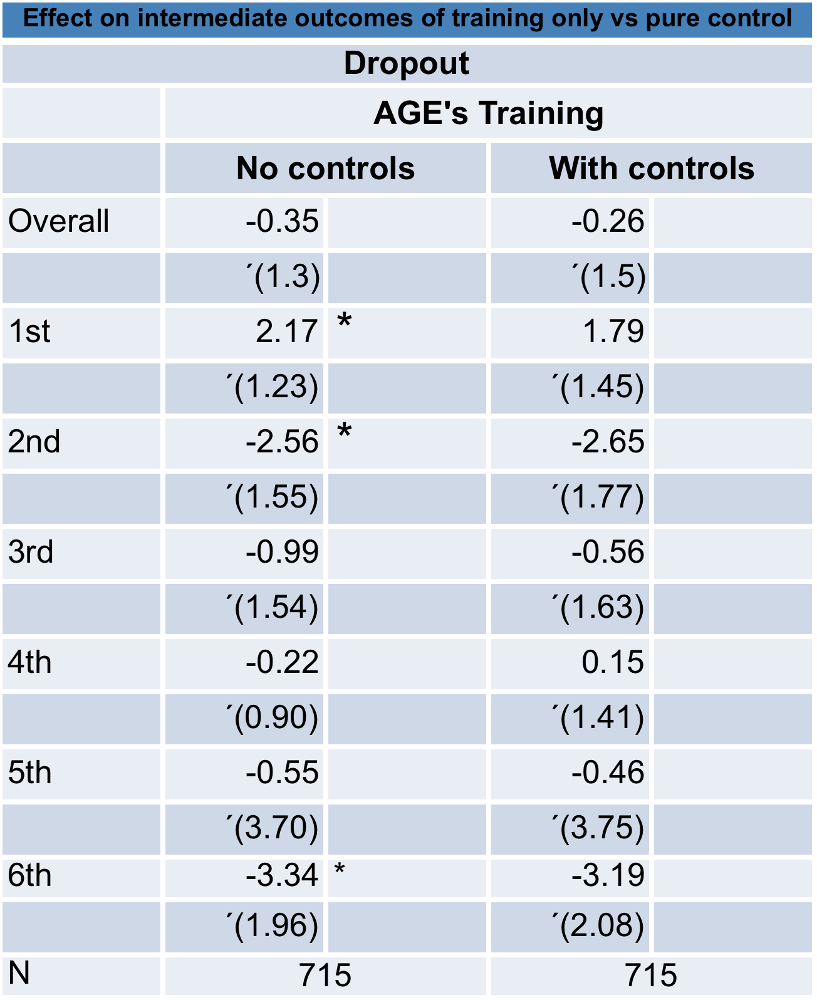 Effect on intermediate outcomes of training only vs pure control
Dropout
AGE's Training
No controls With controls
Overall -0.35 -0.26
´(1.3) ´(1.5)
1st 2.17 * 1.79
´(1.23) ´(1.45)
2nd -2.56 * -2.65
´(1.55) ´(1.77)
3rd -0.99 -0.56
´(1.54) ´(1.63)
4th -0.22 0.15
´(0.90) ´(1.41)
5th -0.55 -0.46
´(3.70) ´(3.75)
6th -3.34 * -3.19
´(1.96) ´(2.08)
N 715 715